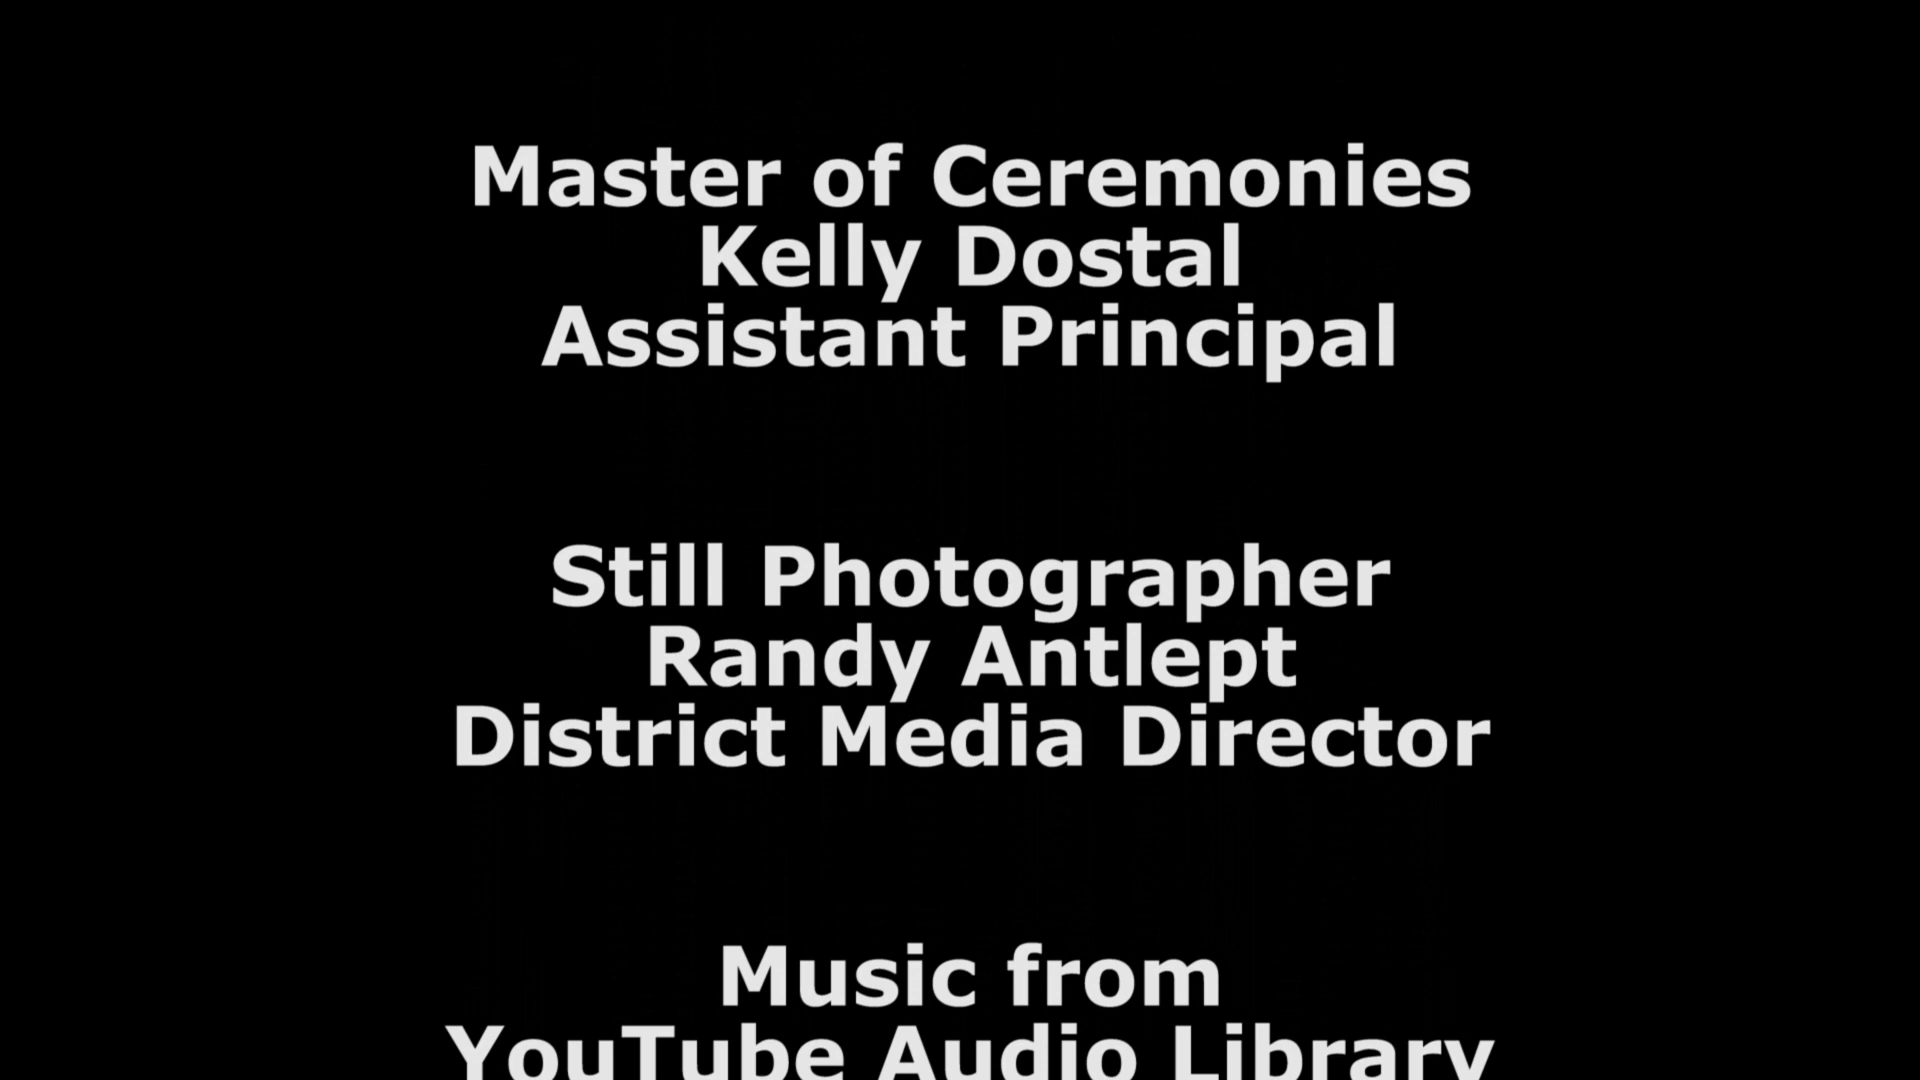 Master of Ceremonies
Kelly Dostal
Assistant Principal
Still Photographer
Randy Antlept
District Media Director
Music from
YouTube Audio Library